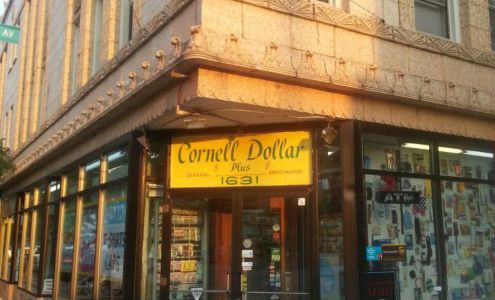 AV
Cornell Dollar
Plus
GENERAL MERCHANDISE
1631
ATM